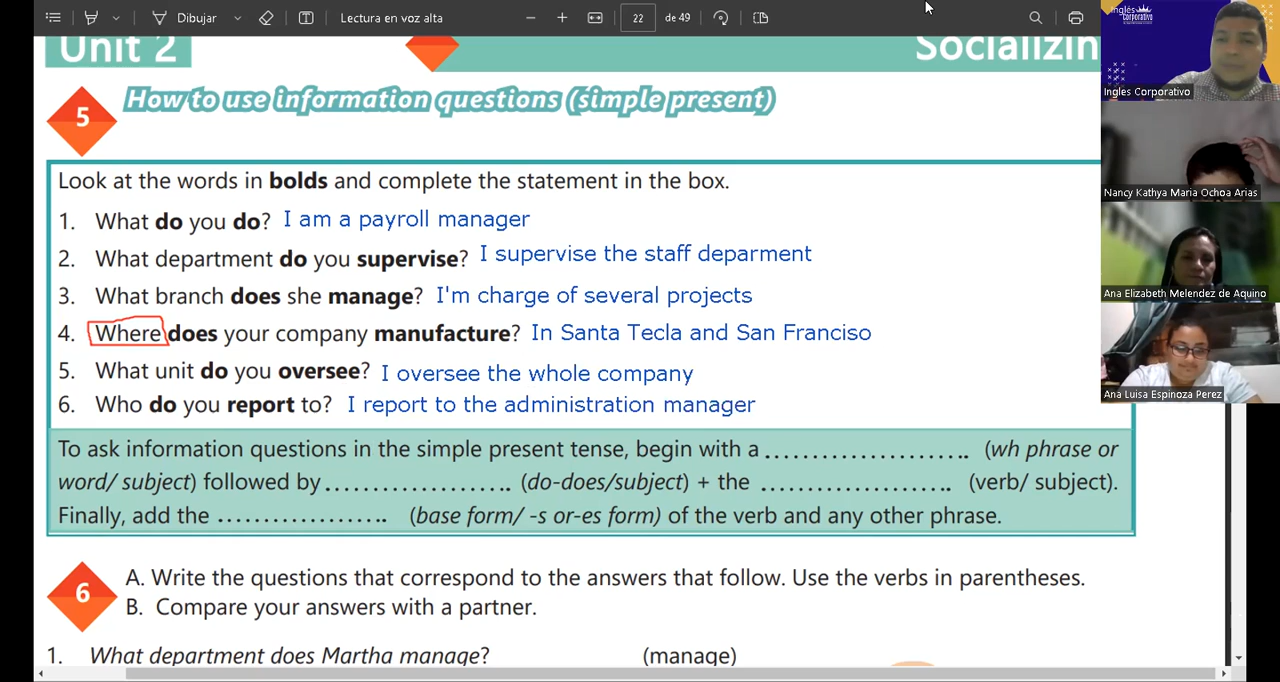 Dibujar
Lectura en voz alta
22
de 49
Unit 2
Socializin
5
How to use information questions (simple present)
Look at the words in bolds and complete the statement in the box.
1. What do you do? I am a payroll manager
2. What department do you supervise? I supervise the staff deparment
3. What branch does she manage? I'm charge of several projects
4. Where does your company manufacture? In Santa Tecla and San Franciso
5. What unit do you oversee? I oversee the whole company
6. Who do you report to? I report to the administration manager
To ask information questions in the simple present tense, begin with a ...................... (wh phrase or
word/ subject) followed by .................... (do-does/subject) + the .................... (verb/ subject).
Finally, add the .................. (base form/ -s or-es form) of the verb and any other phrase.
6
A. Write the questions that correspond to the answers that follow. Use the verbs in parentheses.
B. Compare your answers with a partner.
1. What department does Martha manage? (manage)
Inglés
Corporativo
Ingles Corporativo
Nancy Kathya Maria Ochoa Arias
Ana Elizabeth Melendez de Aquino
Ana Luisa Espinoza Perez